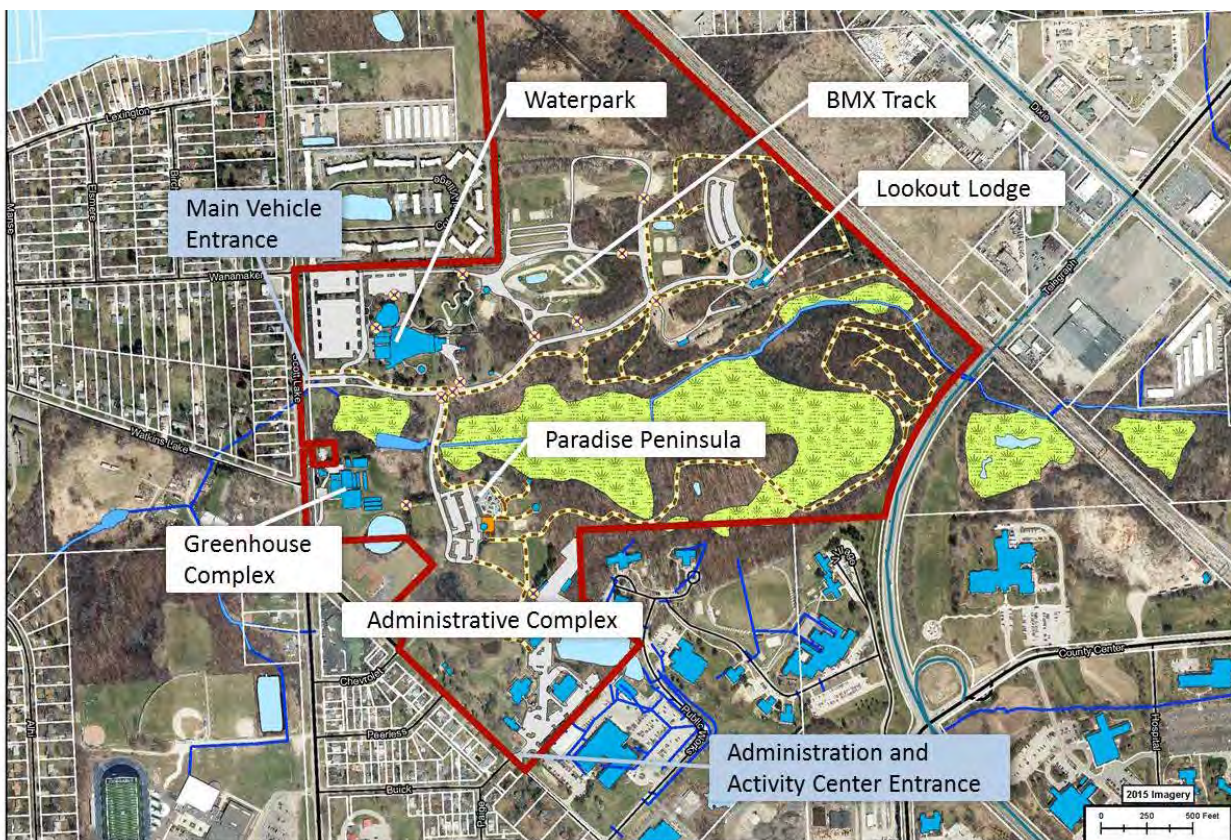 Lexington
Manse
Elsmere
Waterpark
BMX Track
Dixie
Lookout Lodge
Main Vehicle
Entrance
Wanamaker
Telegraph
Scott Lake
Watkins Lake
Paradise Peninsula
Greenhouse
Complex
Administrative Complex
County Center
Chevrolet
Peerless
Public Works
Hospital
Administration and
Activity Center Entrance
Buick
2015 Imagery
0 250 500 Feet